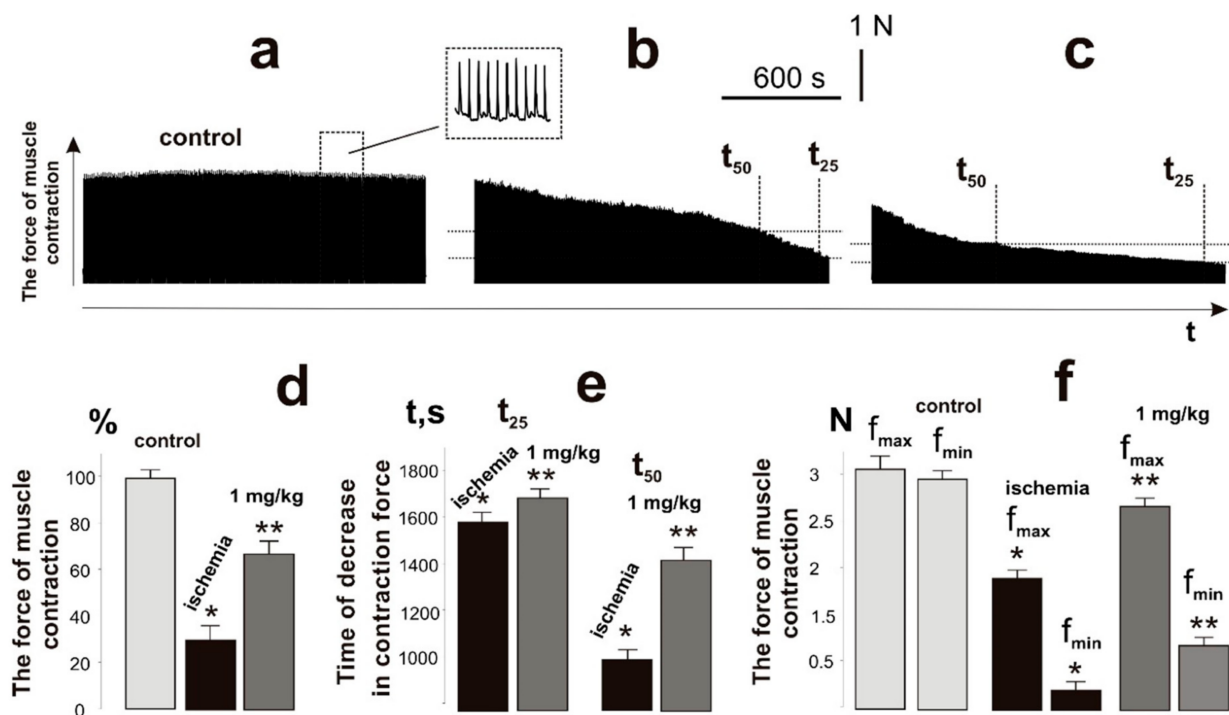 a
b
c
1 N
600 s
control
t50
t25
t50
t25
The force of muscle
contraction
t
d
e
f
%
control
1 mg/kg
ischemia
*
**
100
80
60
40
20
0
The force of muscle
contraction
t,s
t25
ischemia
1 mg/kg
*
**
t50
1 mg/kg
ischemia
*
**
1800
1600
1400
1200
1000
Time of decrease
in contraction force
N
control
fmax
fmin
ischemia
fmax
*
fmin
*
1 mg/kg
fmax
**
fmin
**
3
2.5
2
1.5
0.5
The force of muscle
contraction